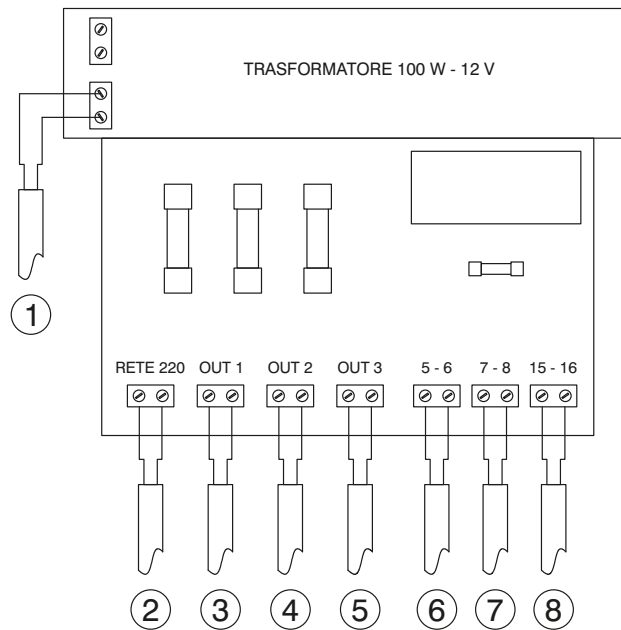 TRASFORMATORE 100 W - 12 V
1
RETE 220 OUT 1 OUT 2 OUT 3 5 - 6 7 - 8 15 - 16
2 3 4 5 6 7 8